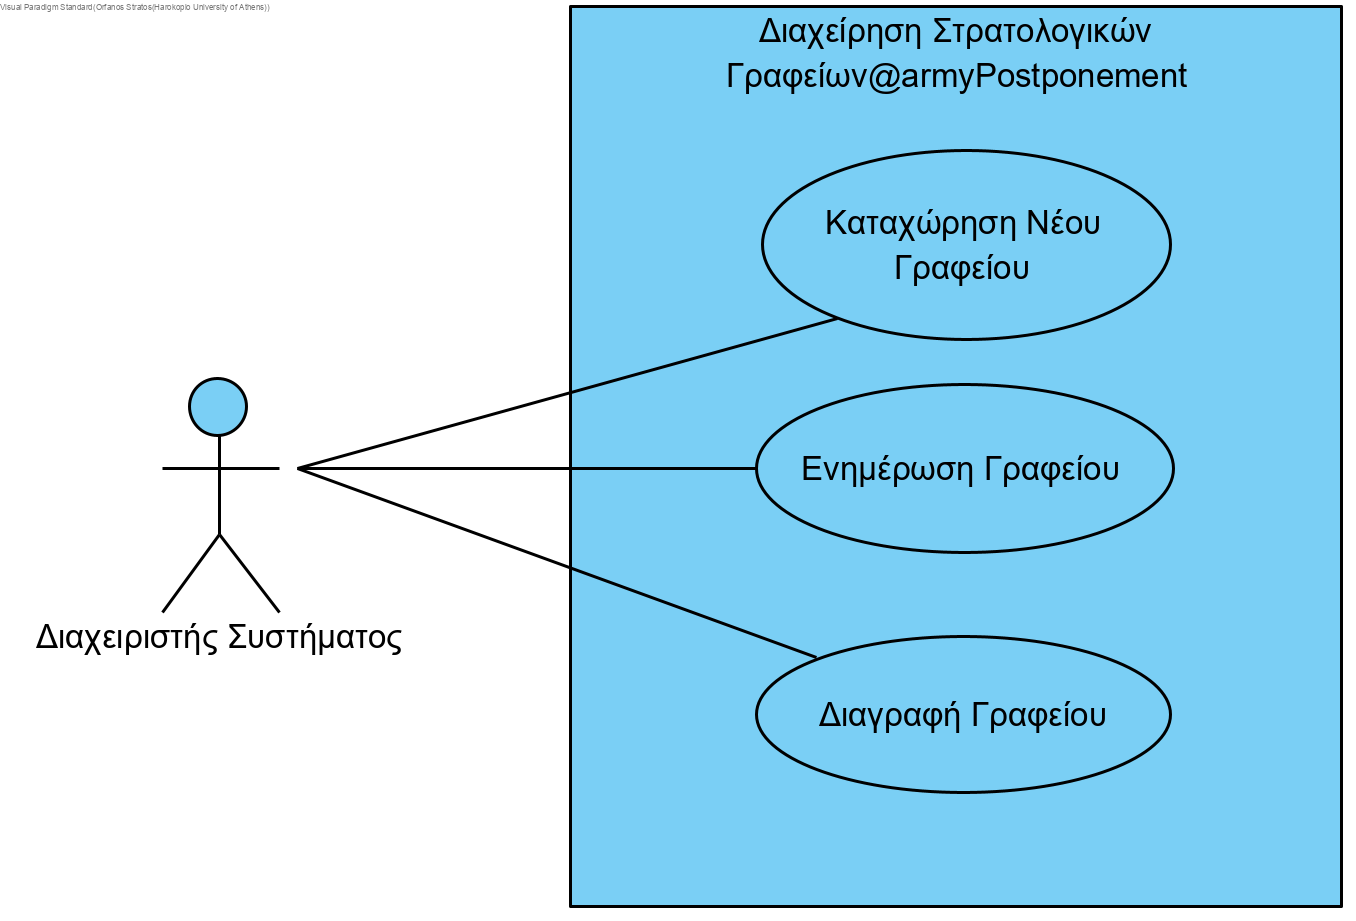 Visual Paradigm Standard(Orfanos Stratos(Harokopio University of Athens))
Διαχείρηση Στρατολογικών
Γραφείων@armyPostponement
Καταχώρηση Νέου
Γραφείου
Ενημέρωση Γραφείου
Διαχειριστής Συστήματος
Διαγραφή Γραφείου